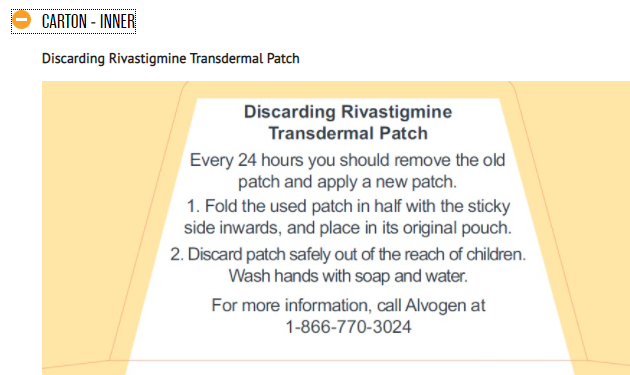 CARTON - INNER
Discarding Rivastigmine Transdermal Patch
Discarding Rivastigmine
Transdermal Patch
Every 24 hours you should remove the old
patch and apply a new patch.
1. Fold the used patch in half with the sticky
side inwards, and place in its original pouch.
2. Discard patch safely out of the reach of children.
Wash hands with soap and water.
For more information, call Alvogen at
1-866-770-3024